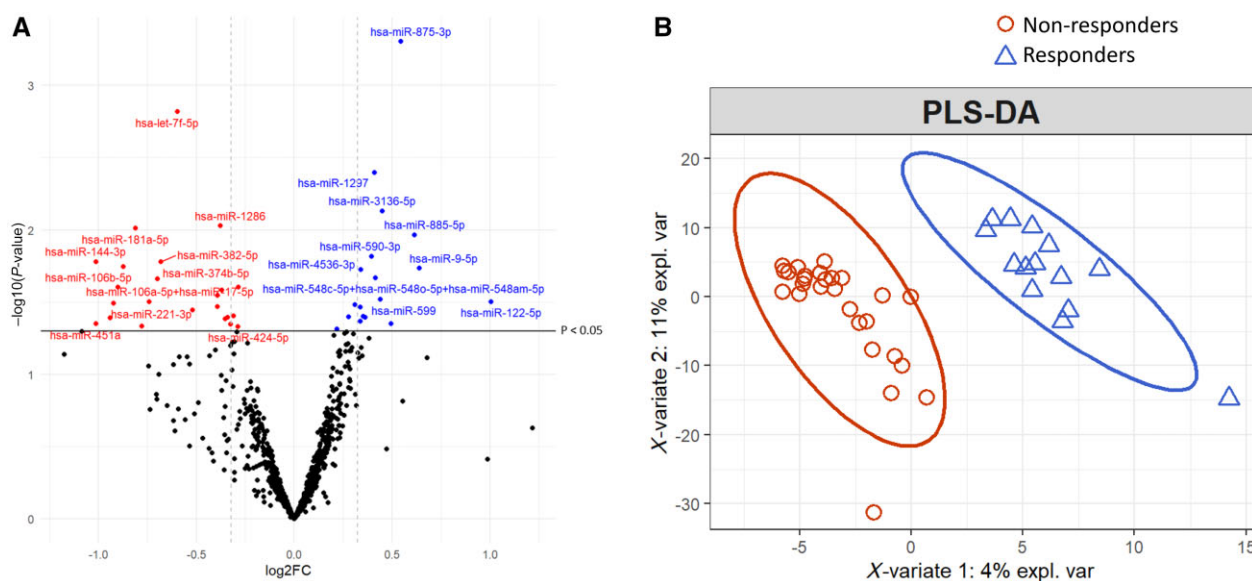 A
hsa-miR-875-3p
3
hsa-let-7f-5p
hsa-miR-1297
hsa-miR-3136-5p
hsa-miR-1286
hsa-miR-885-5p
2
hsa-miR-181a-5p
hsa-miR-590-3p
hsa-miR-144-3p
hsa-miR-382-5p
hsa-miR-9-5p
hsa-miR-4536-3p
hsa-miR-106b-5p
hsa-miR-374b-5p
hsa-miR-548c-5p+hsa-miR-548o-5p+hsa-miR-548am-5p
hsa-miR-106a-5p+hsa-miR-17-5p
hsa-miR-221-3p
hsa-miR-599
hsa-miR-122-5p
hsa-miR-451a
hsa-miR-424-5p
P < 0.05
1
0
−log10(P-value)
-1.0 -0.5 0.0 0.5 1.0
log2FC
B
Non-responders
Responders
PLS-DA
20
10
0
-10
-20
-30
X-variate 2: 11% expl. var
-5 0 5 10 15
X-variate 1: 4% expl. var